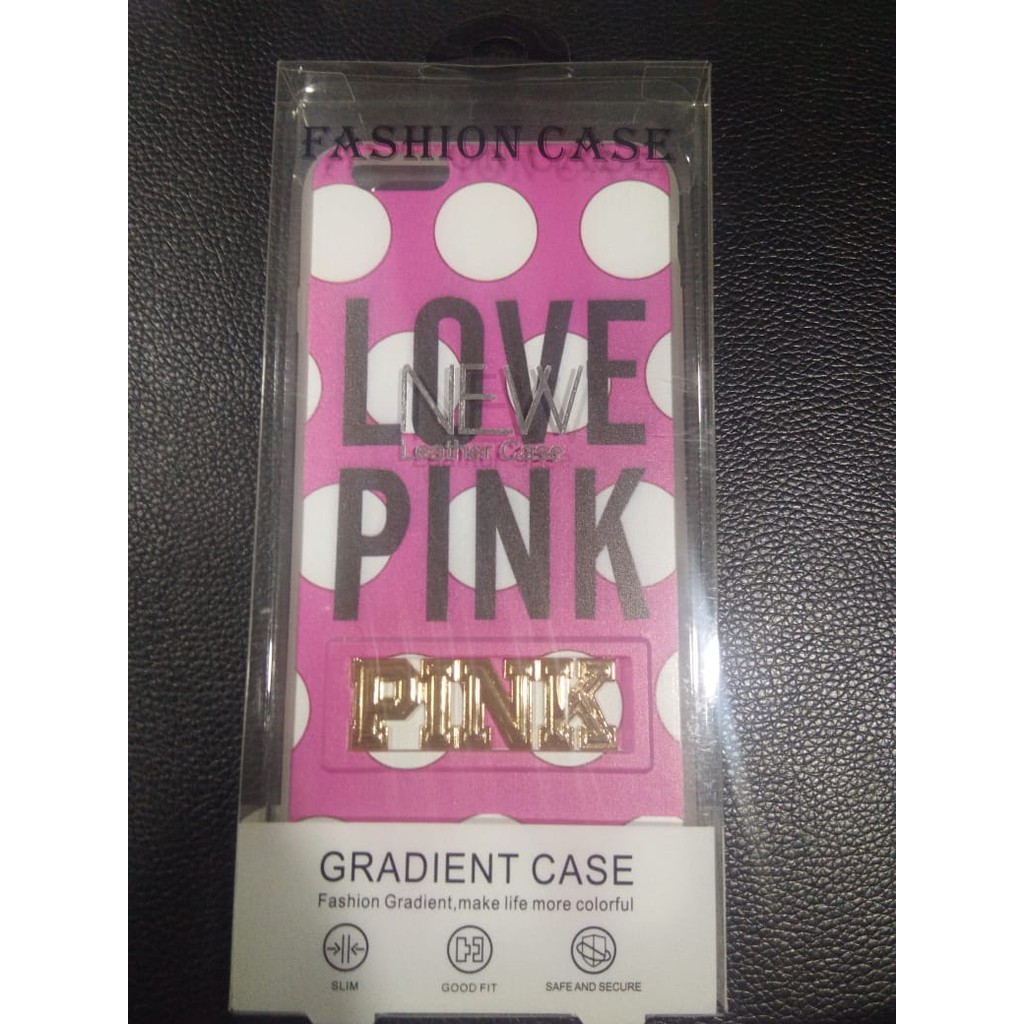 FASHION CASE
LOVE
NEW
Leather Case
PINK
PINK
GRADIENT CASE
Fashion Gradient,make life more colorful
SLIM
GOOD FIT
SAFE AND SECURE